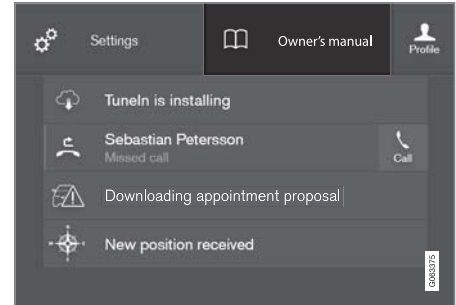 Settings
Owner's manual
Profile
TuneIn is installing
Sebastian Petersson
Missed call
Call
Downloading appointment proposal
New position received
G063375